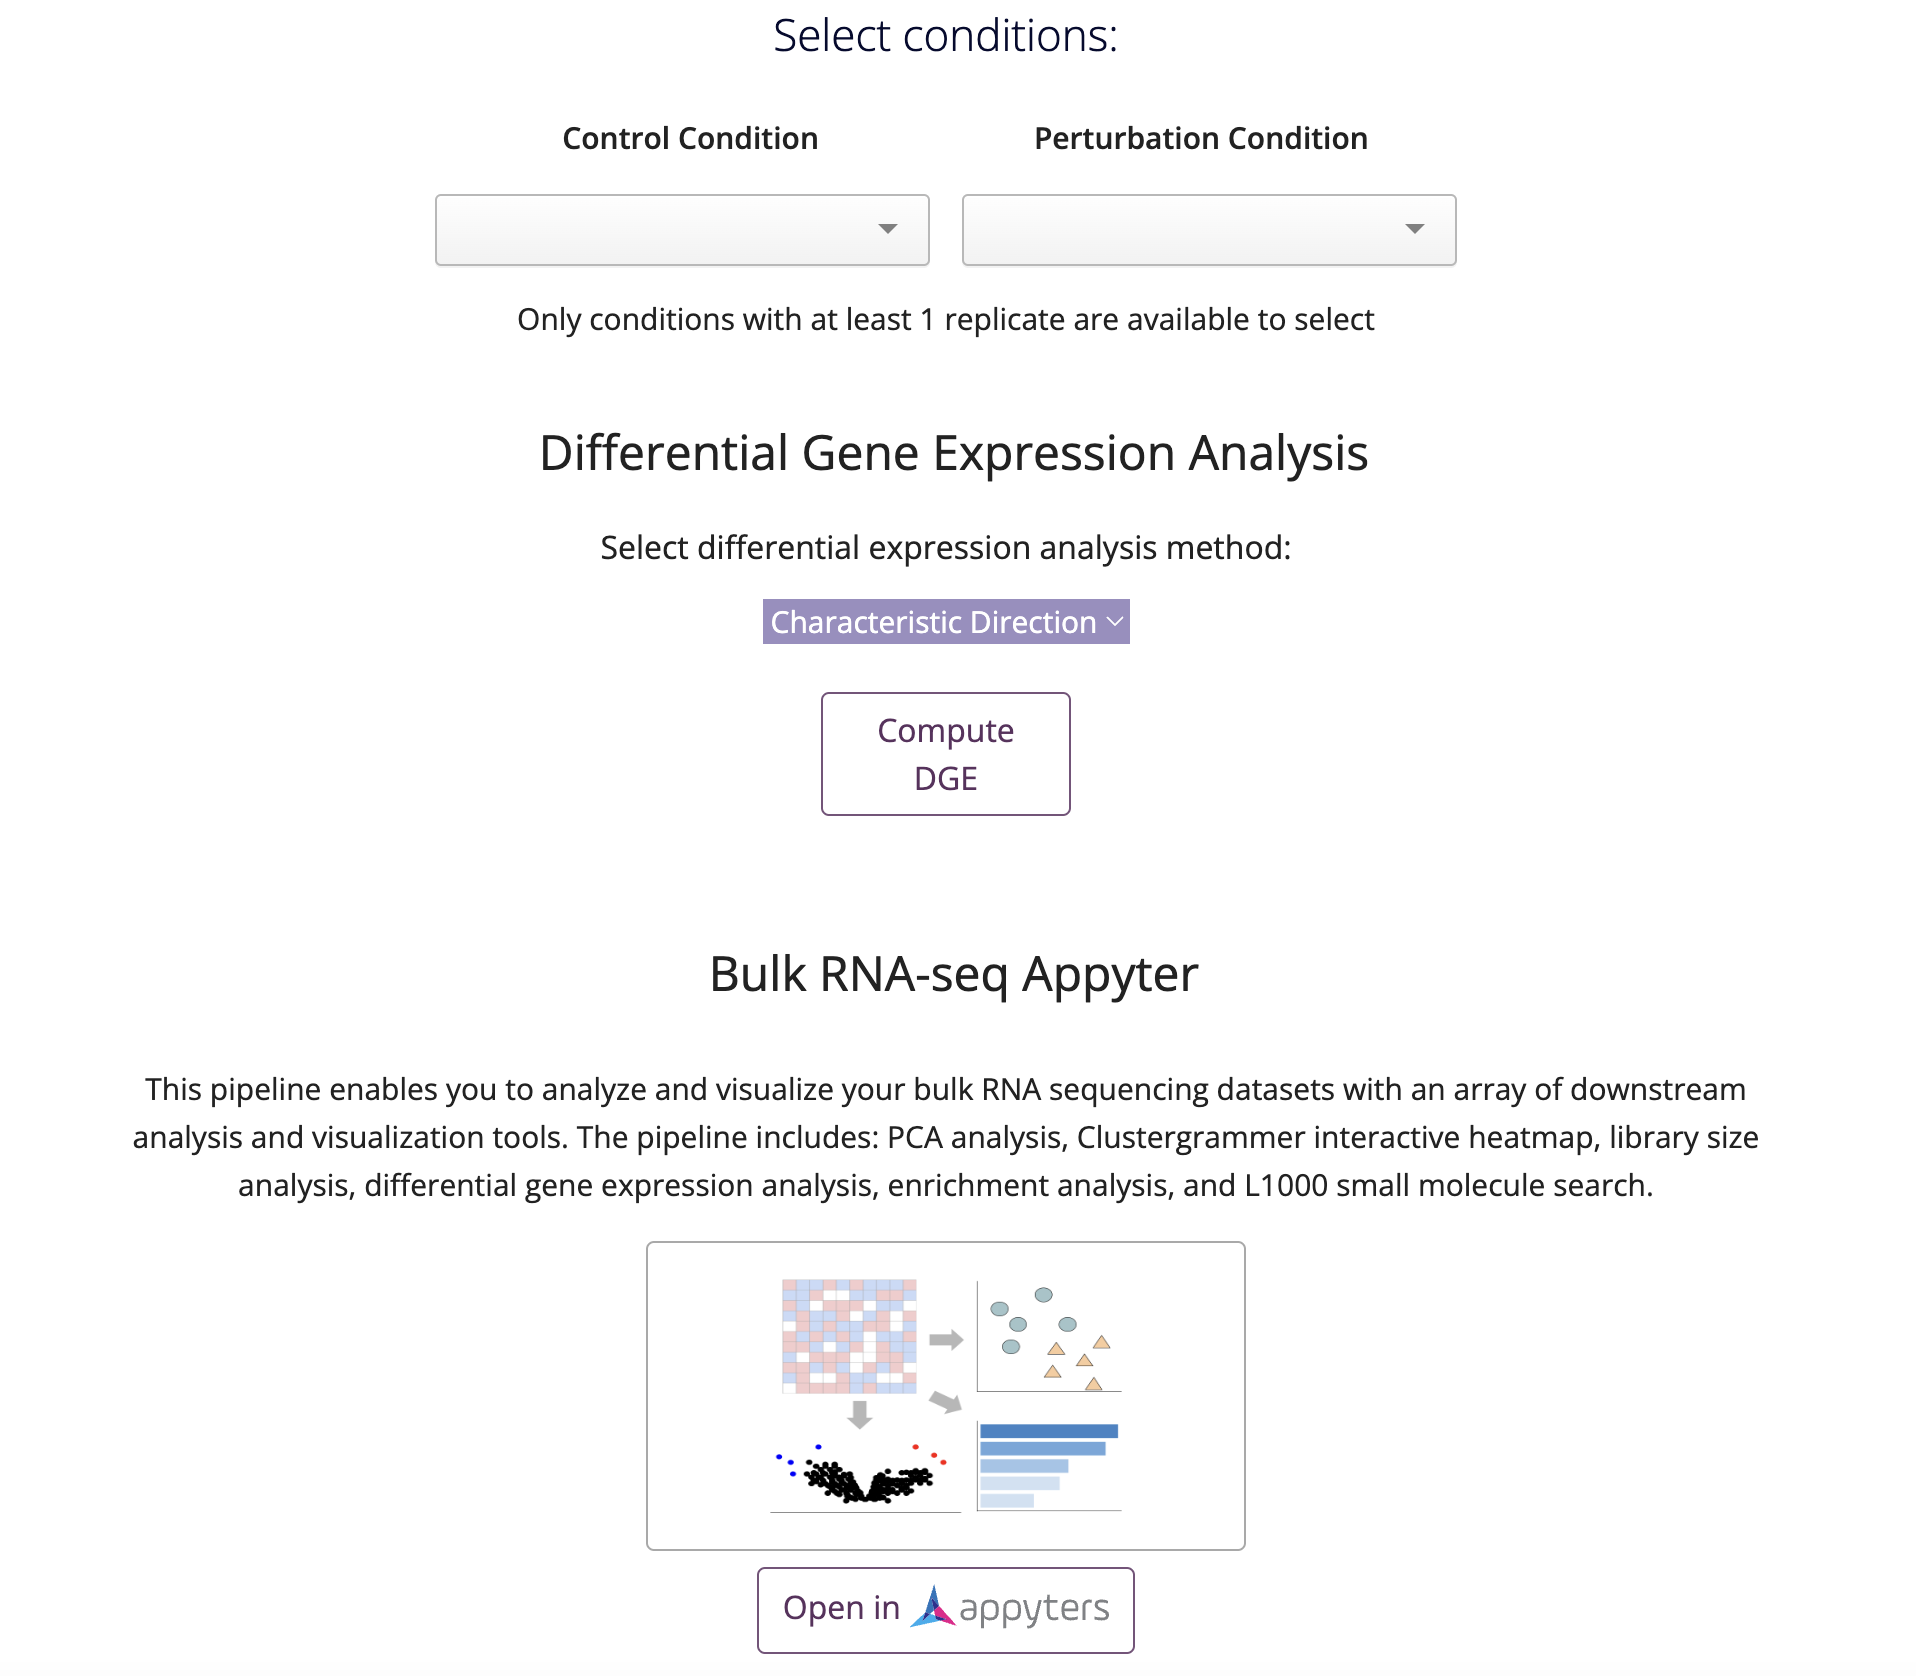 Select conditions:
Control Condition
Perturbation Condition
Only conditions with at least 1 replicate are available to select
Differential Gene Expression Analysis
Select differential expression analysis method:
Characteristic Direction
Compute
DGE
Bulk RNA-seq Appyter
This pipeline enables you to analyze and visualize your bulk RNA sequencing datasets with an array of downstream
analysis and visualization tools. The pipeline includes: PCA analysis, Clustergrammer interactive heatmap, library size
analysis, differential gene expression analysis, enrichment analysis, and L1000 small molecule search.
Open in appyters